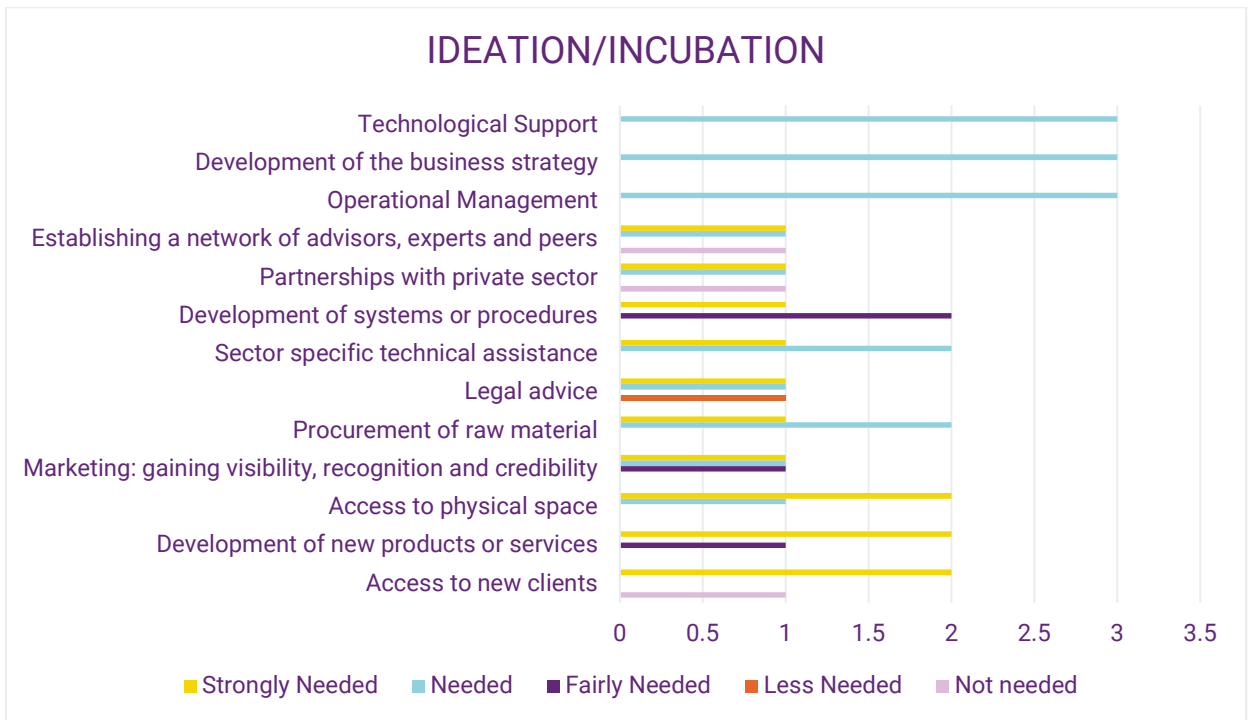 IDEATION/INCUBATION
Technological Support
Development of the business strategy
Operational Management
Establishing a network of advisors, experts and peers
Partnerships with private sector
Development of systems or procedures
Sector specific technical assistance
Legal advice
Procurement of raw material
Marketing: gaining visibility, recognition and credibility
Access to physical space
Development of new products or services
Access to new clients
0 0.5 1 1.5 2 2.5 3 3.5
Strongly Needed Needed Fairly Needed Less Needed Not needed